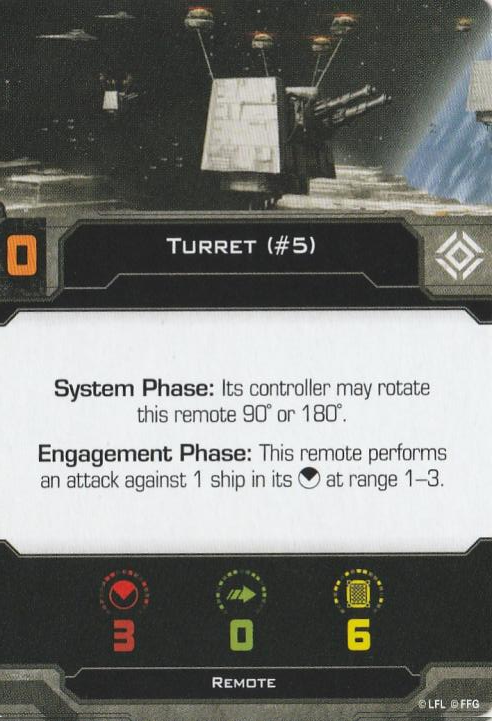 Turret (#5)
0
System Phase: Its controller may rotate
this remote 90° or 180°.
Engagement Phase: This remote performs
an attack against 1 ship in its at range 1–3.
3 0 6
Remote
© LFL © FFG